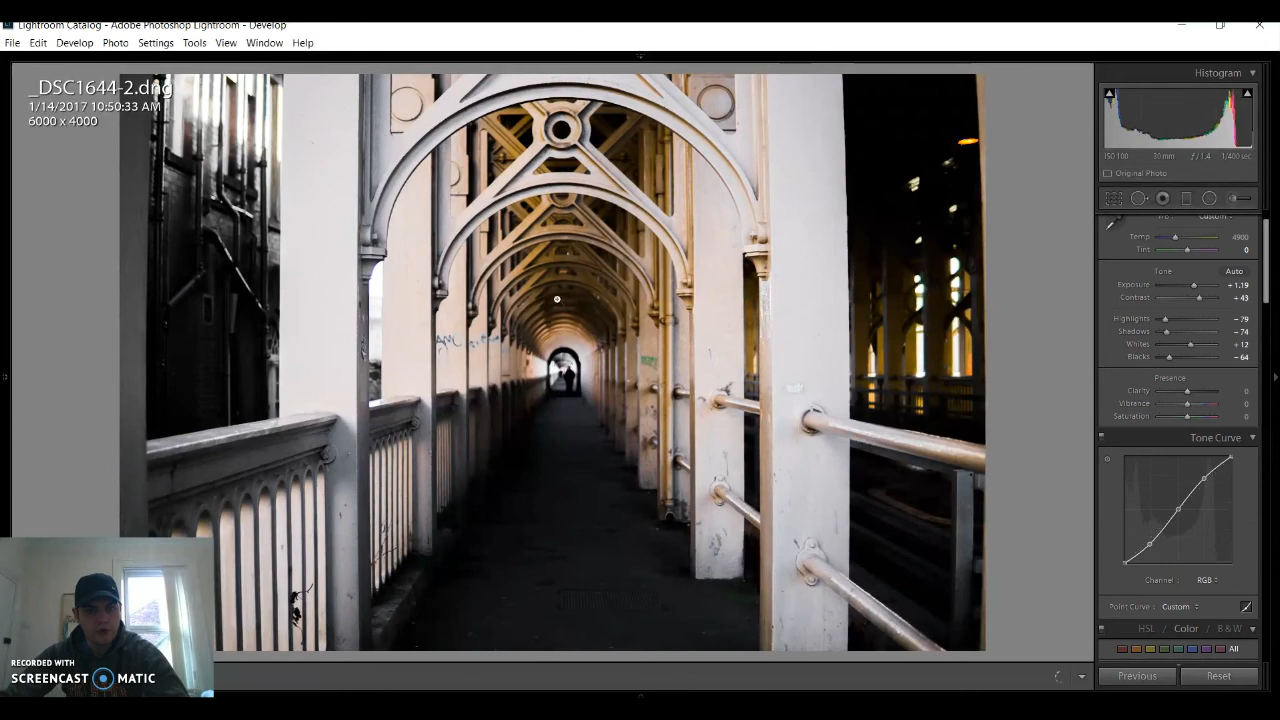 Lightroom Catalog - Adobe Photoshop Lightroom - Develop
File Edit Develop Photo Settings Tools View Window Help
_DSC1644-2.dng
1/14/2017 10:50:33 AM
6000 x 4000
Histogram
ISO 100 30 mm ƒ / 1.4 1/400 sec
Original Photo
Custom
Temp 4900
Tint 0
Tone Auto
Exposure + 1.19
Contrast + 43
Highlights - 79
Shadows - 74
Whites + 12
Blacks - 64
Presence
Clarity 0
Vibrance 0
Saturation 0
Tone Curve
Channel : RGB
Point Curve : Custom
HSL / Color / B & W
All
Previous Reset
RECORDED WITH
SCREENCAST MATIC